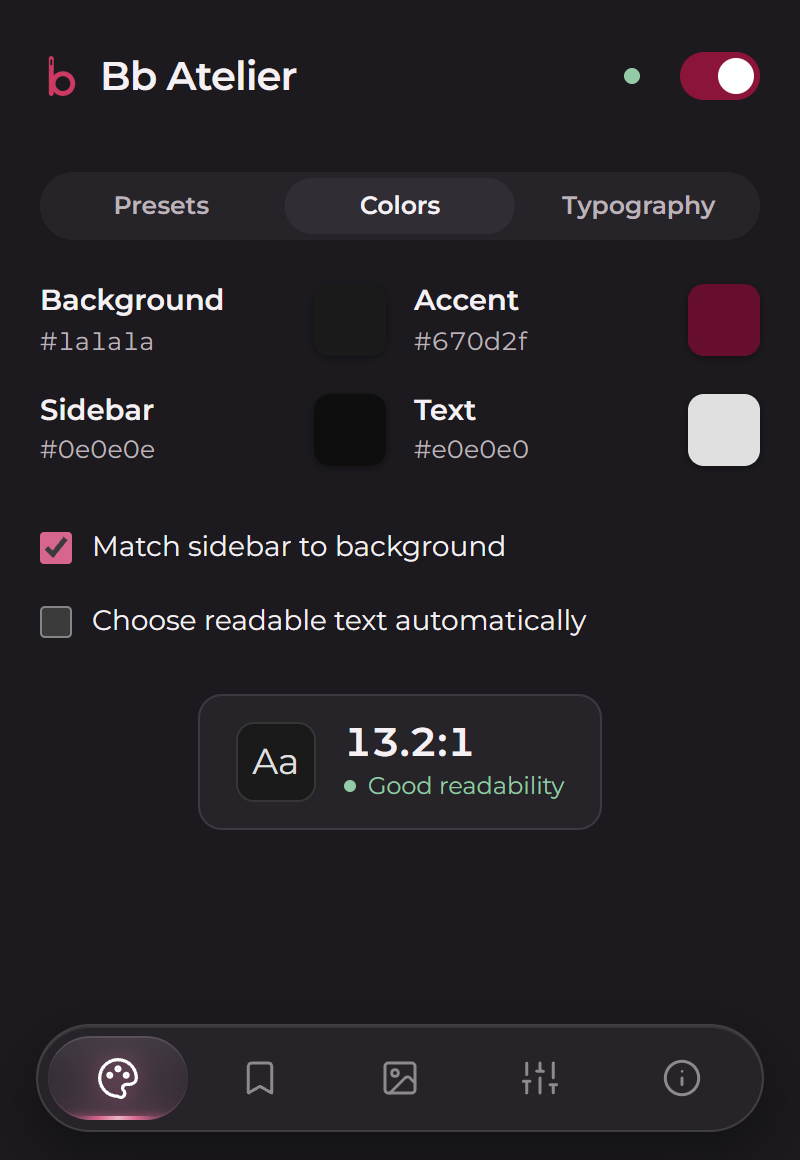 b Bb Atelier
Presets Colors Typography
Background Accent
#1a1a1a #670d2f
Sidebar Text
#0e0e0e #e0e0e0
Match sidebar to background
Choose readable text automatically
Aa 13.2:1
Good readability